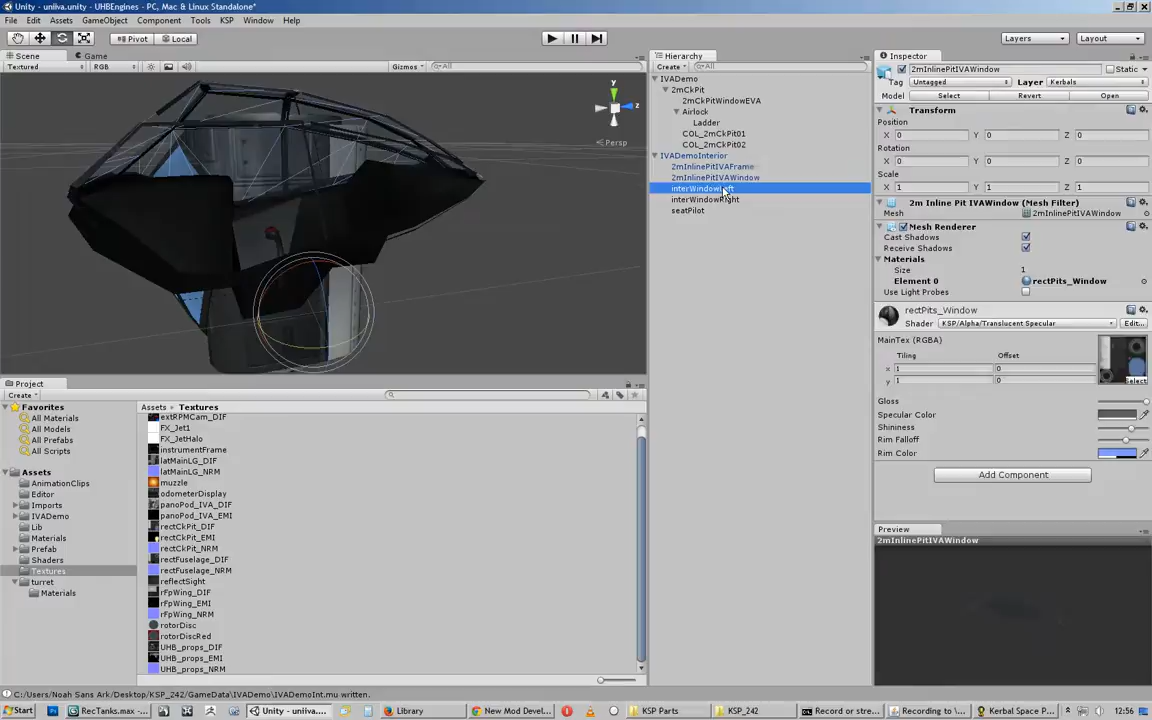 Unity - uniiva.unity - UHBEngines - PC, Mac & Linux Standalone*
File Edit Assets GameObject Component Tools KSP Window Help
Pivot Local Layers Layout
Scene Game
Textured RGB Gizmos All
y
z
Persp
Hierarchy
Create All
IVADemo
2mCkPit
2mCkPitWindowEVA
Airlock
Ladder
COL_2mCkPit01
COL_2mCkPit02
IVADemoInterior
2mInlinePitIVAFrame
2mInlinePitIVAWindow
interWindowLeft
interWindowRight
seatPilot
Inspector
2mInlinePitIVAWindow Static
Tag Untagged Layer Kerbals
Model Select Revert Open
Transform
Position
X 0 Y 0 Z 0
Rotation
X 0 Y 0 Z 0
Scale
X 1 Y 1 Z 1
2m Inline Pit IVAWindow (Mesh Filter)
Mesh 2mInlinePitIVAWindow
Mesh Renderer
Cast Shadows
Receive Shadows
Materials
Size 1
Element 0 rectPits_Window
Use Light Probes
rectPits_Window
Shader KSP/Alpha/Translucent Specular Edit...
MainTex (RGBA)
Tiling Offset
x 1 0
y 1 0
Select
Gloss
Specular Color
Shininess
Rim Falloff
Rim Color
Add Component
Preview
2mInlinePitIVAWindow
Project
Create
Favorites
All Materials
All Models
All Prefabs
All Scripts
Assets
AnimationClips
Editor
Imports
IVADemo
Lib
Materials
Prefab
Shaders
Textures
turret
Materials
Assets Textures
extRPMCam_DIF
FX_Jet1
FX_JetHalo
instrumentFrame
latMainLG_DIF
latMainLG_NRM
muzzle
odometerDisplay
panoPod_IVA_DIF
panoPod_IVA_EMI
rectCkPit_DIF
rectCkPit_EMI
rectCkPit_NRM
rectFuselage_DIF
rectFuselage_NRM
reflectSight
rFpWing_DIF
rFpWing_EMI
rFpWing_NRM
rotorDisc
rotorDiscRed
UHB_props_DIF
UHB_props_EMI
UHB_props_NRM
C:/Users/Noah Sans Ark/Desktop/KSP_242/GameData/IVADemo/IVADemoInt.mu written.
Start RecTanks.max - ... Unity - uniiva.u... Library New Mod Devel... KSP Parts KSP_242 Record or stre... Recording to \... Kerbal Space P... 12:56